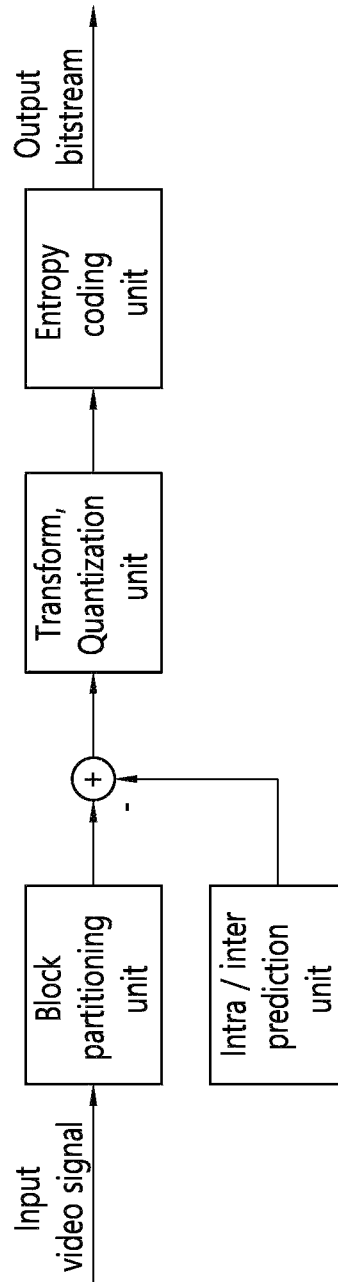 Input
video signal
Block
partitioning
unit
+
-
Intra / inter
prediction
unit
Transform,
Quantization
unit
Entropy
coding
unit
Output
bitstream